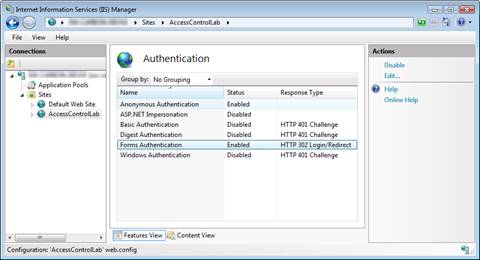 Internet Information Services (IIS) Manager
Sites
AccessControlLab
File View Help
Connections
Application Pools
Sites
Default Web Site
AccessControlLab
Authentication
Group by: No Grouping
Name Status Response Type
Anonymous Authentication Enabled
ASP.NET Impersonation Disabled
Basic Authentication Disabled HTTP 401 Challenge
Digest Authentication Disabled HTTP 401 Challenge
Forms Authentication Enabled HTTP 302 Login/Redirect
Windows Authentication Disabled HTTP 401 Challenge
Features View Content View
Actions
Disable
Edit...
Help
Online Help
Configuration: 'AccessControlLab' web.config